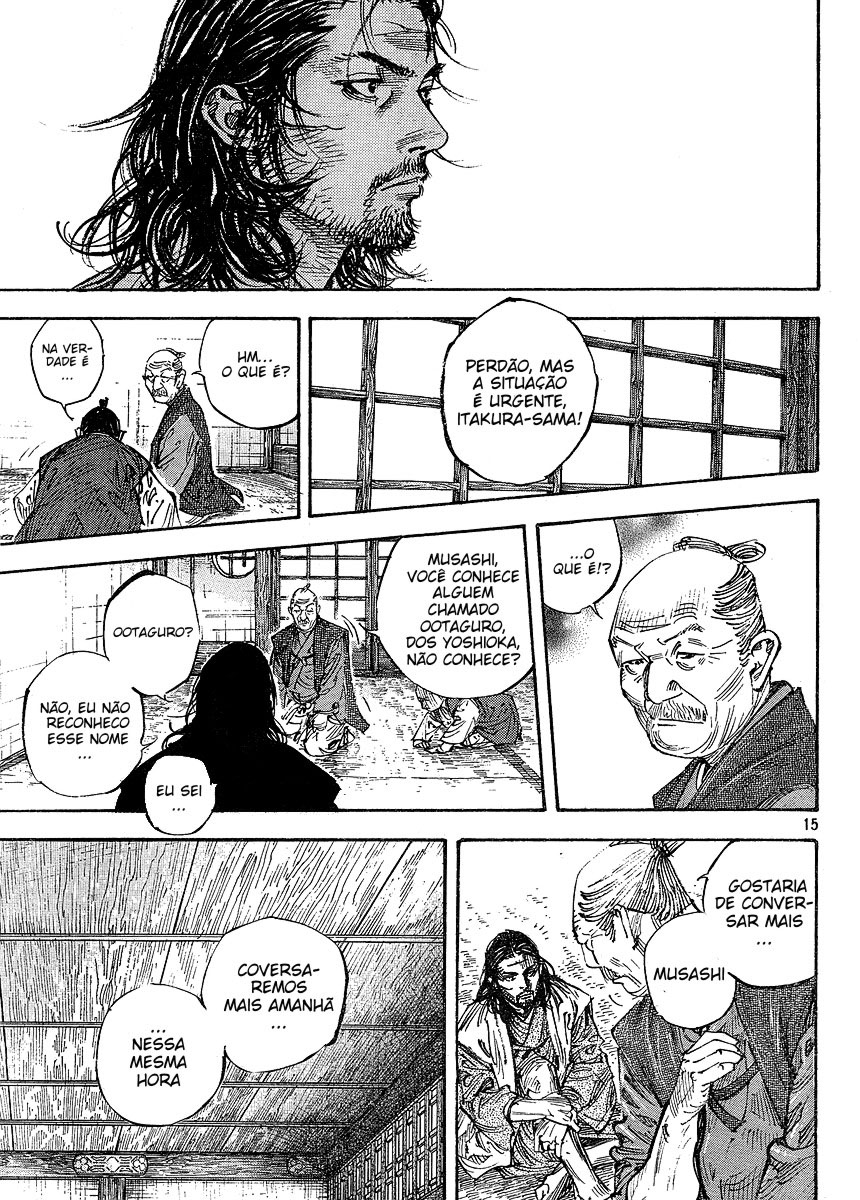 PERDÃO, MAS
A SITUAÇÃO
É URGENTE,
ITAKURA-SAMA!
HM...
O QUE É?
NA VER-
DADE É
...
...O
QUE É!?
MUSASHI,
VOCÊ CONHECE
ALGUEM
CHAMADO
OOTAGURO,
DOS YOSHIOKA,
NÃO CONHECE?
OOTAGURO?
NÃO, EU NÃO
RECONHECO
ESSE NOME
...
EU SEI
...
15
GOSTARIA
DE CONVER-
SAR MAIS
...
MUSASHI
COVERSA-
REMOS
MAIS AMANHÃ
...
...
NESSA
MESMA
HORA